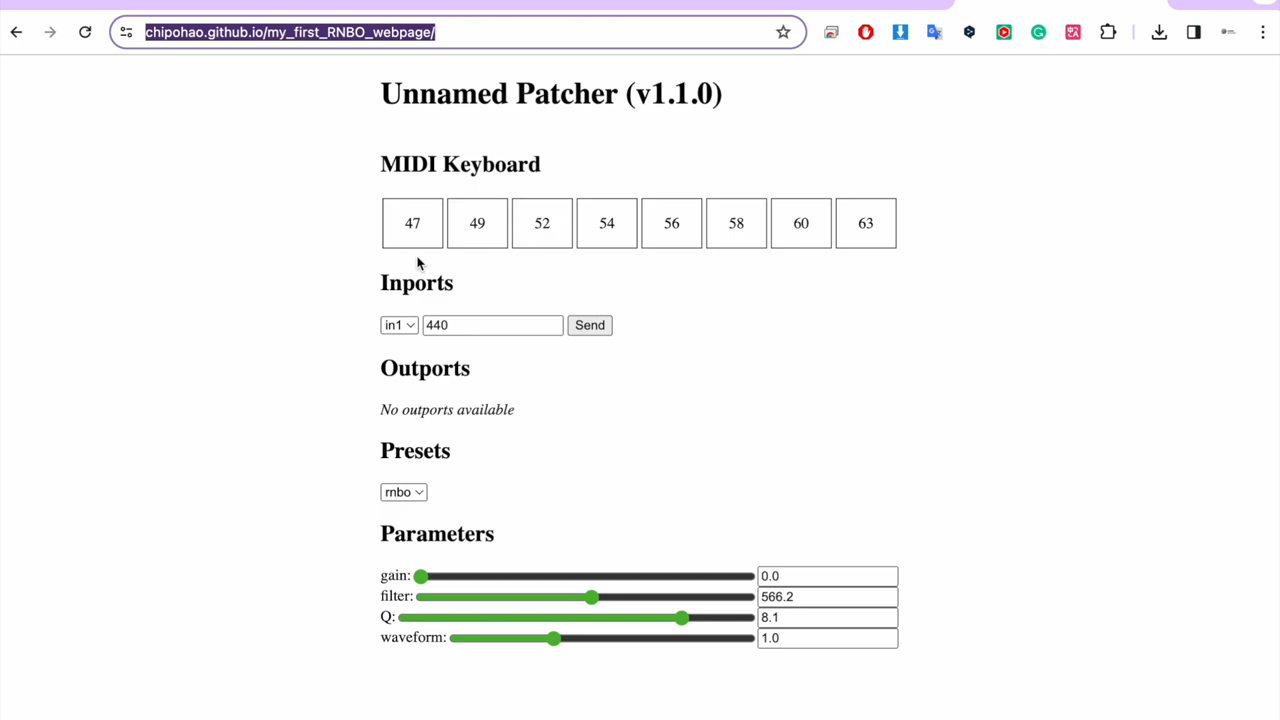 chipohao.github.io/my_first_RNBO_webpage/
Unnamed Patcher (v1.1.0)
MIDI Keyboard
47 49 52 54 56 58 60 63
Inports
in1 440 Send
Outports
No outports available
Presets
rnbo
Parameters
gain: 0.0
filter: 566.2
Q: 8.1
waveform: 1.0